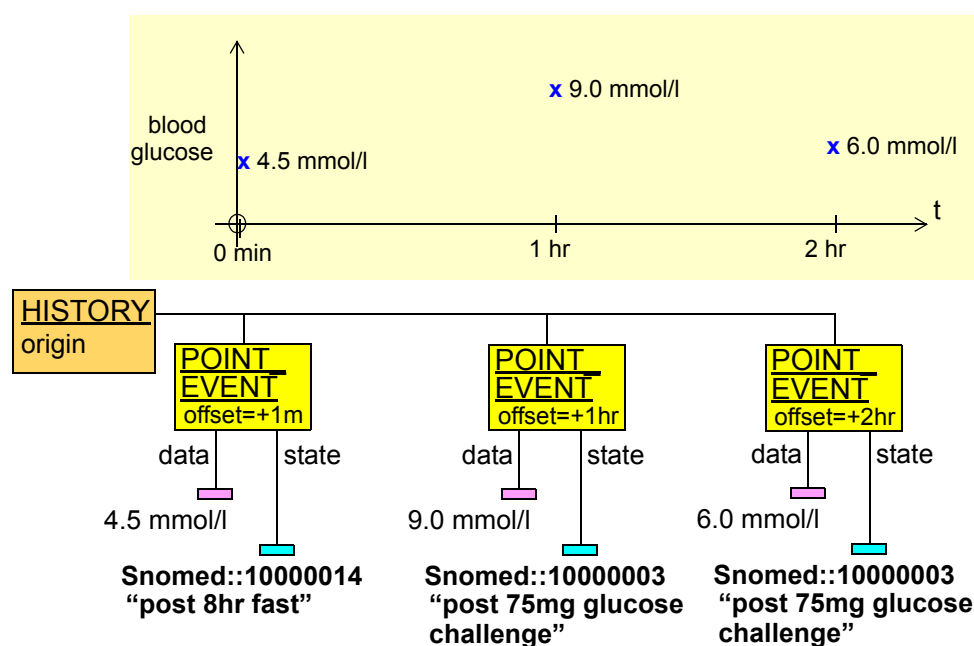 x 9.0 mmol/l
blood
glucose
x 4.5 mmol/l
x 6.0 mmol/l
t
0 min
1 hr
2 hr
HISTORY
origin
POINT_
EVENT
offset=+1m
POINT_
EVENT
offset=+1hr
POINT_
EVENT
offset=+2hr
data
state
data
state
data
state
4.5 mmol/l
9.0 mmol/l
6.0 mmol/l
Snomed::10000014
“post 8hr fast”
Snomed::10000003
“post 75mg glucose
challenge”
Snomed::10000003
“post 75mg glucose
challenge”